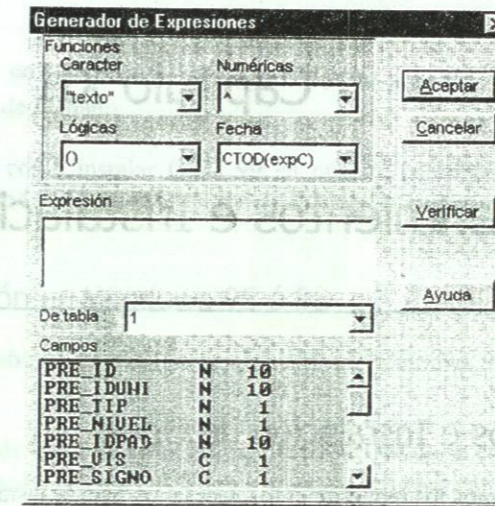 Generador de Expresiones
Funciones
Caracter Numéricas
"texto" ^
Lógicas Fecha
() CTOD(expC)
Aceptar
Cancelar
Expresión
Verificar
Ayuda
De tabla: 1
Campos:
PRE_ID N 10
PRE_IDUNI N 10
PRE_TIP N 1
PRE_NIVEL N 1
PRE_IDPAD N 10
PRE_VIS C 1
PRE_SIGNO C 1